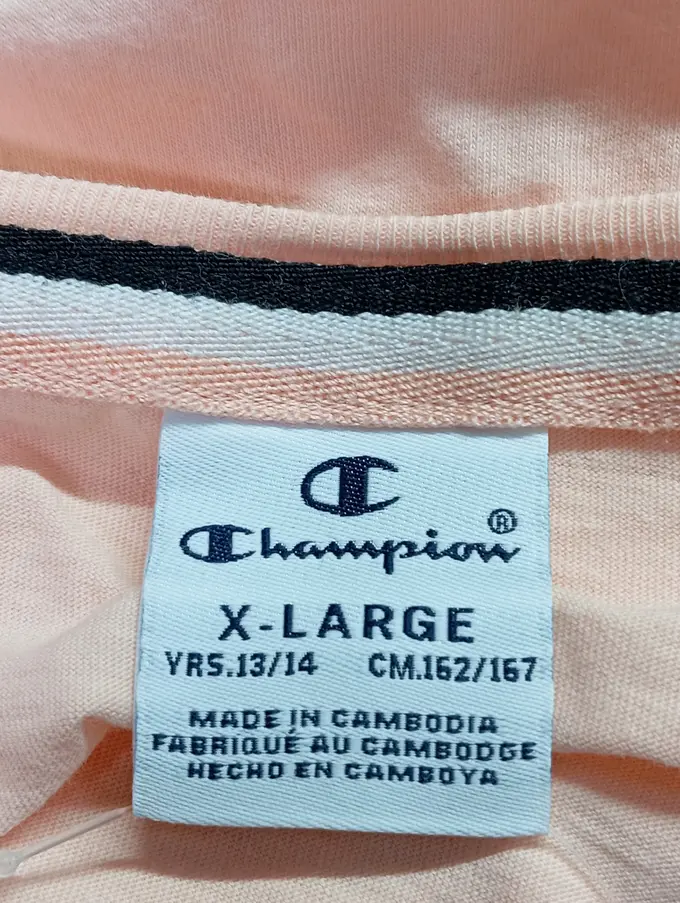 Champion®
X-LARGE
YRS.13/14 CM.162/167
MADE IN CAMBODIA
FABRIQUÉ AU CAMBODGE
HECHO EN CAMBOYA